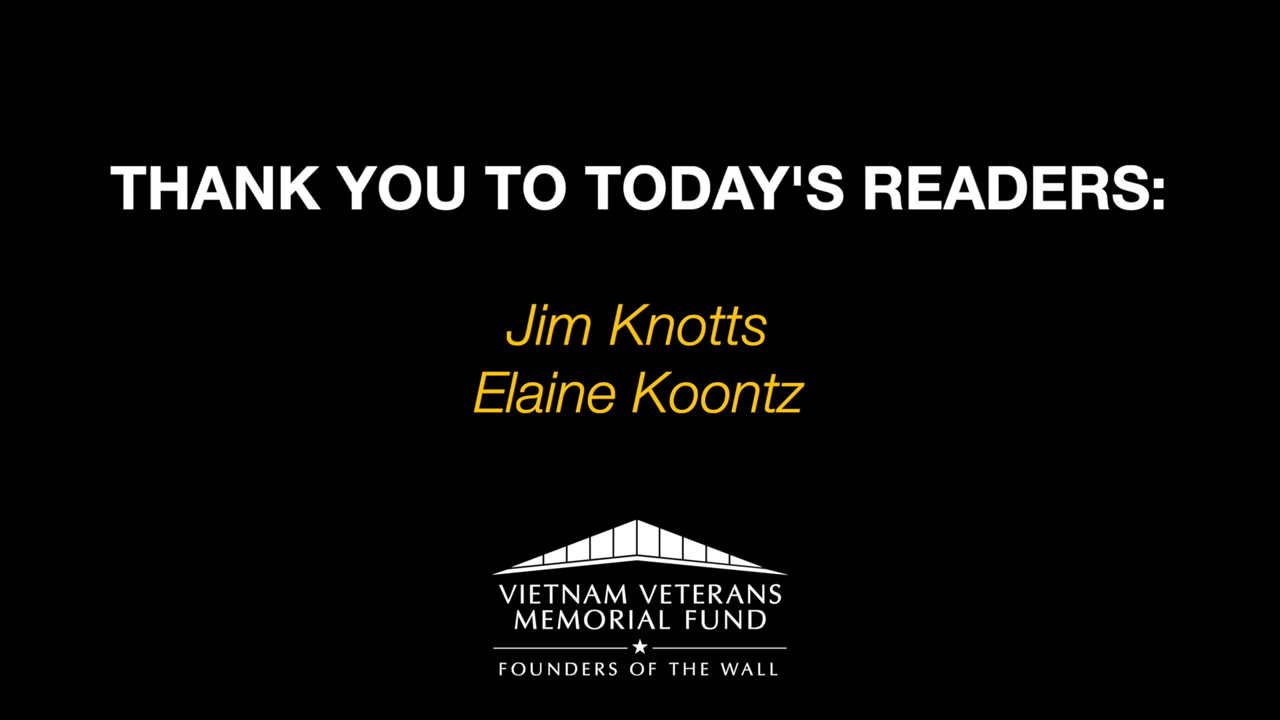 THANK YOU TO TODAY'S READERS:
Jim Knotts
Elaine Koontz
VIETNAM VETERANS
MEMORIAL FUND
FOUNDERS OF THE WALL